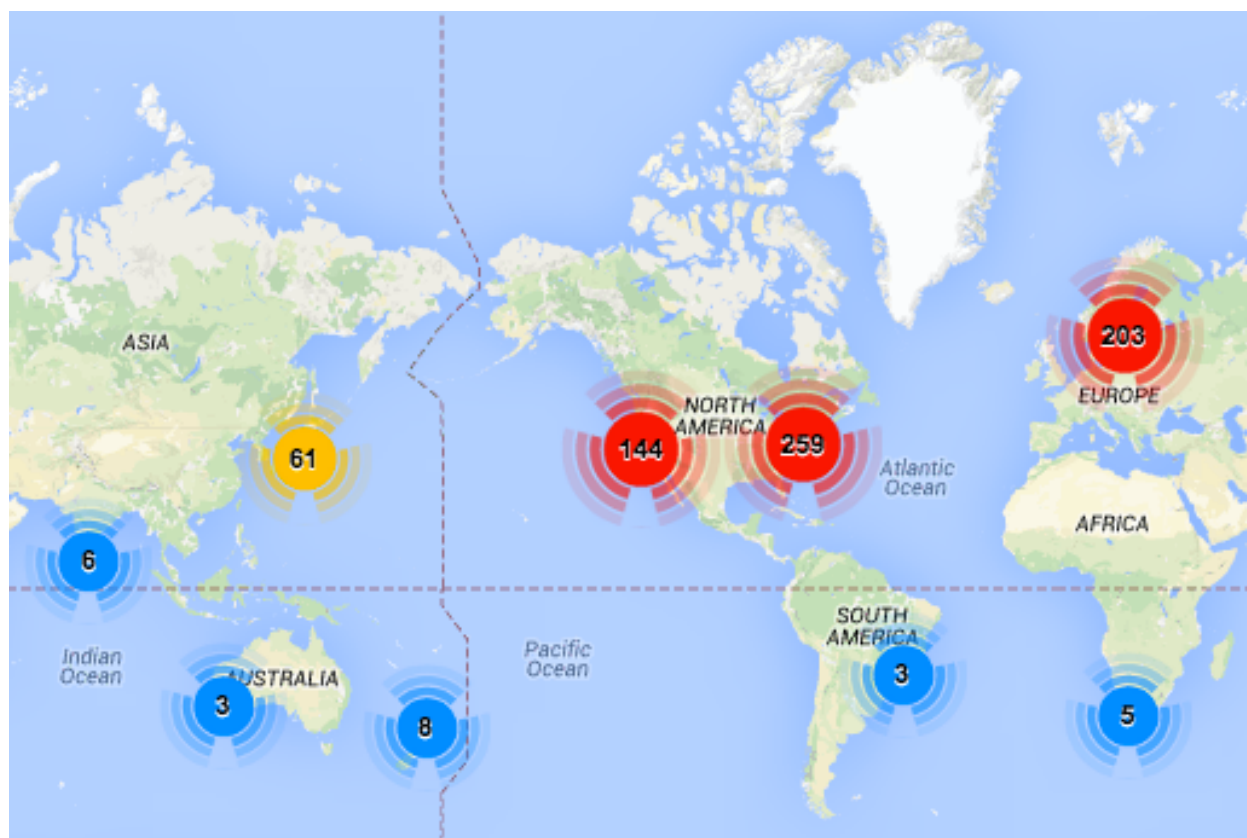 203
ASIA
EUROPE
NORTH
AMERICA
144
259
61
Atlantic
Ocean
AFRICA
6
SOUTH
AMERICA
Pacific
Ocean
Indian
Ocean
AUSTRALIA
3
3
8
5